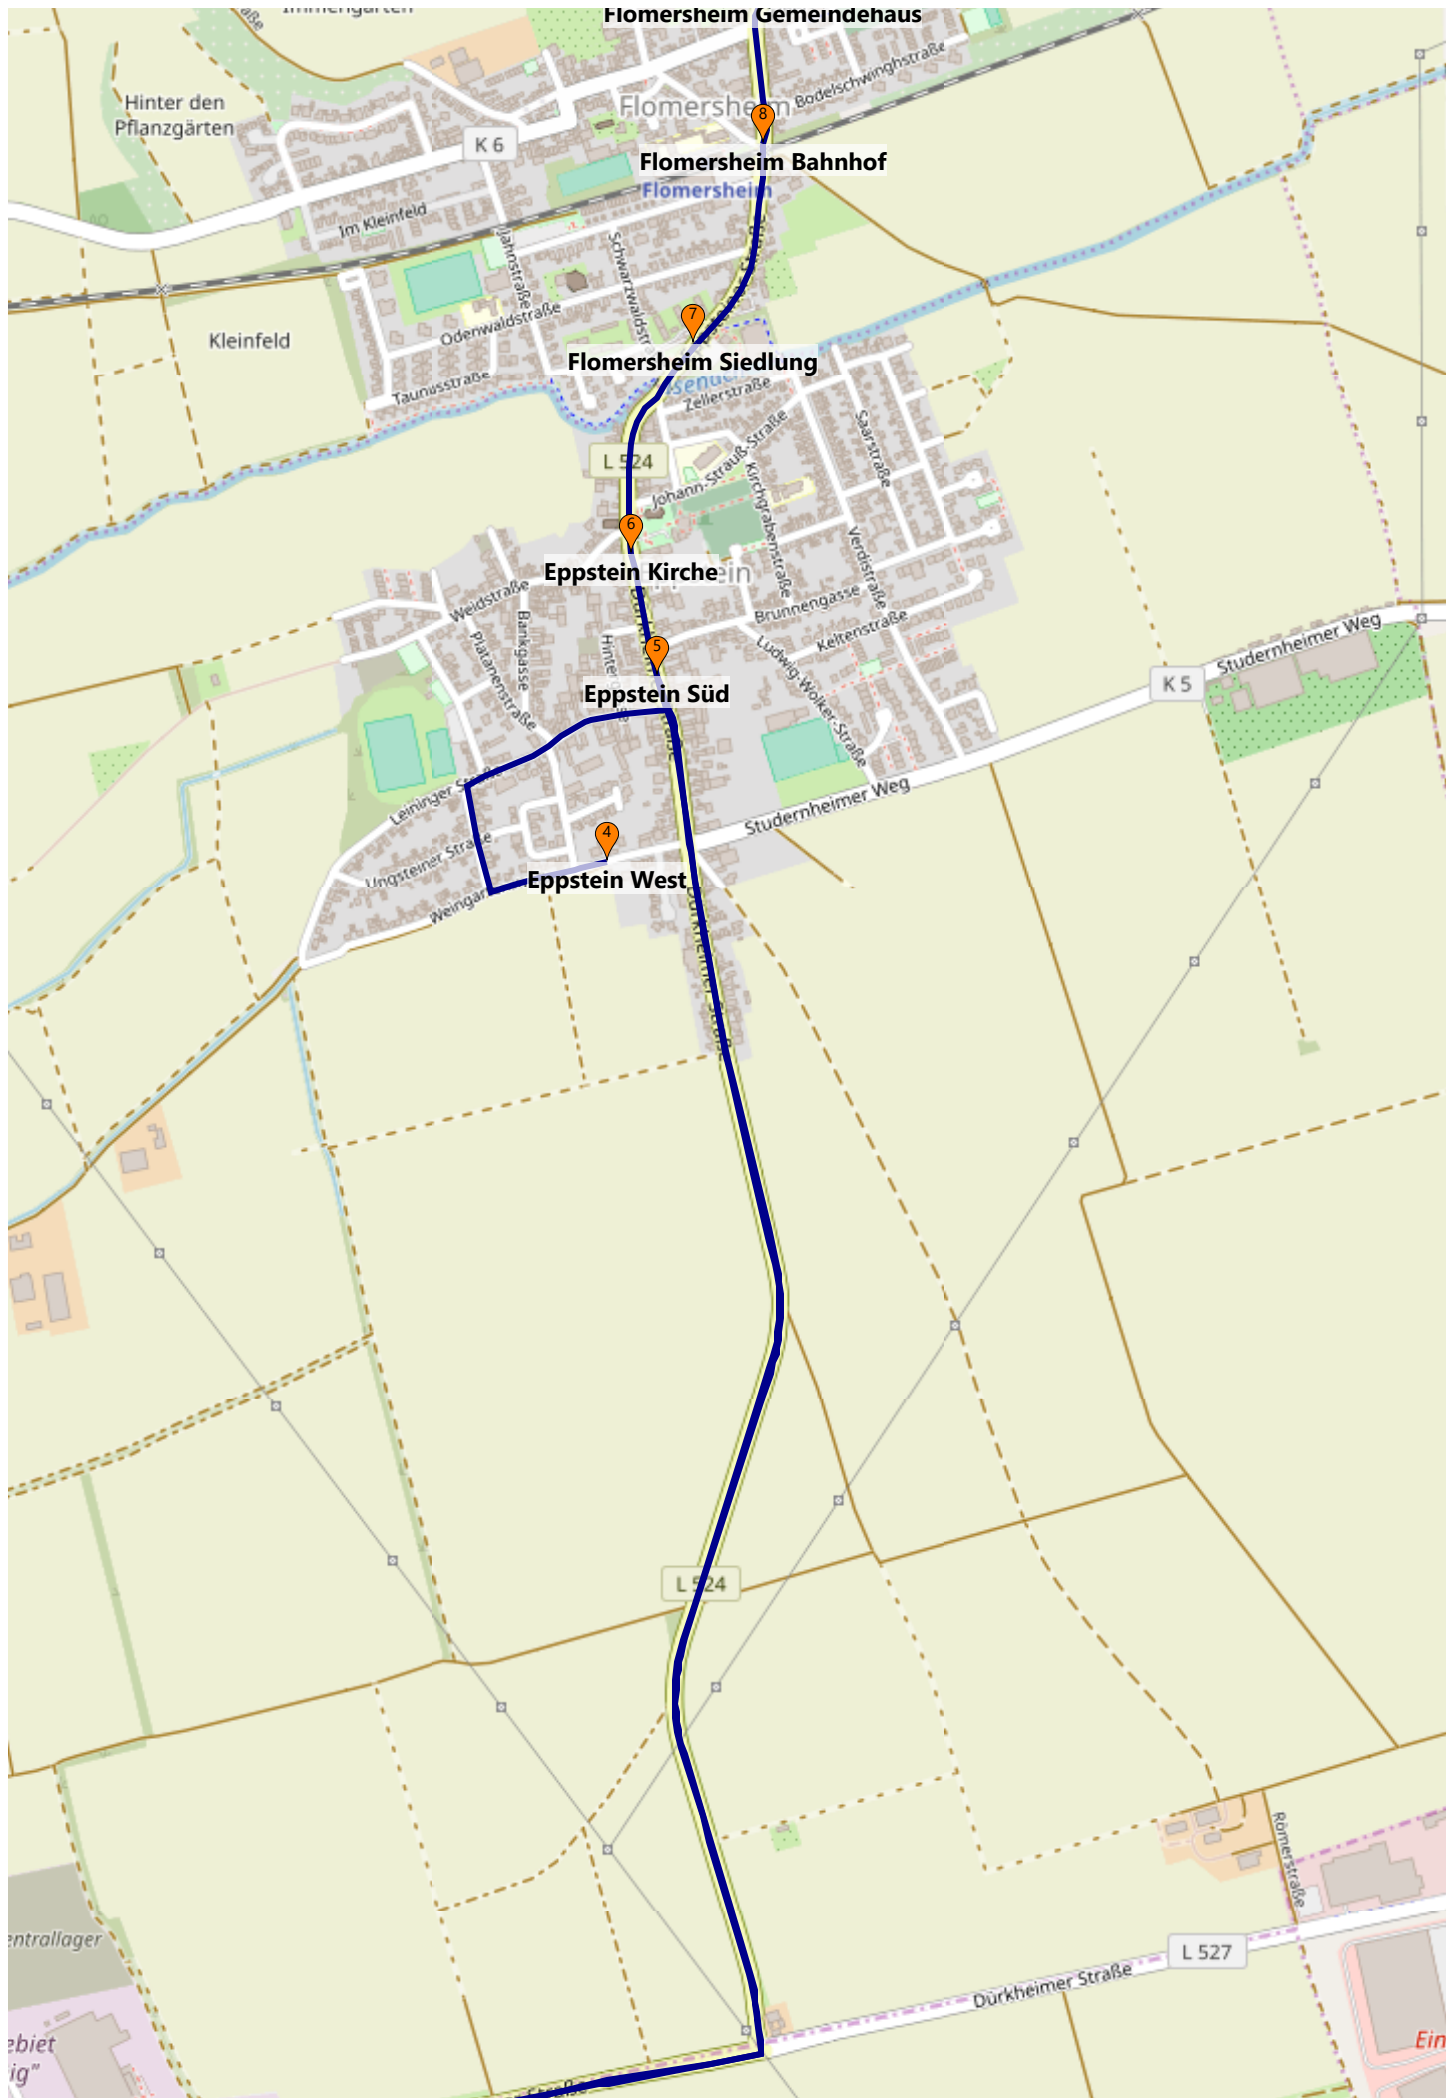 Flomersheim Gemeindehaus
Bodelschwinghstraße
Hinter den
Pflanzgärten
Flomersheim
8
K 6
Flomersheim Bahnhof
Flomersheim
Im Kleinfeld
Jahnstraße
7
Odenwaldstraße
Kleinfeld
Flomersheim Siedlung
Taunusstraße
Zellerstraße
Saarstraße
L 524
Johann-Strauß-Straße
Kirchgrabenstraße
6
Verdistraße
Eppstein Kirche
Weidstraße
Bankgasse
Brunnengasse
Keltenstraße
Studernheimer Weg
Platanenstraße
5
Ludwig-Wolker-Straße
K 5
Eppstein Süd
Leininger Straße
Studernheimer Weg
4
Ungsteiner Straße
Eppstein West
Dürkheimer Straße
L 524
Römerstraße
L 527
Dürkheimer Straße
Straße